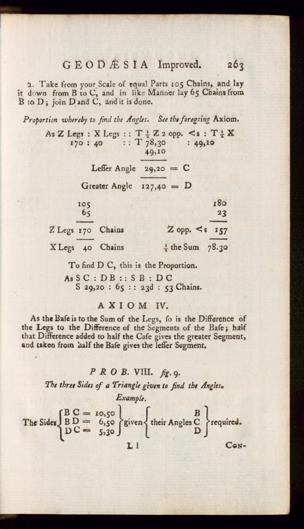 GEODÆSIA Improved. 263
2. Take from your Scale of equal Parts 105 Chains, and lay
it down from B to C, and in like Manner lay 65 Chains from
B to D; join D and C, and it is done.
Proportion whereby to find the Angles. See the foregoing Axiom.
As Z Legs : X Legs :: T ½ Z 2 opp. <s : T ½ X
170 : 40 :: T 78,30 : 49,10
49,10
Lesser Angle 29,20 = C
Greater Angle 127,40 = D
105 180
65 23
Z Legs 170 Chains Z opp. <s 157
X Legs 40 Chains ½ the Sum 78.30
To find D C, this is the Proportion.
As S C : D B :: S B : D C
S 29,20 : 65 :: 23d : 53 Chains.
AXIOM IV.
As the Base is to the Sum of the Legs, so is the Difference of
the Legs to the Difference of the Segments of the Base; half
that Difference added to half the Base gives the greater Segment,
and taken from half the Base gives the lesser Segment.
PROB. VIII. fig. 9.
The three Sides of a Triangle given to find the Angles.
Example.
B C = 10,50 B
The Sides B D = 6,50 given their Angles C required.
D C = 5,30 D
L l CON-